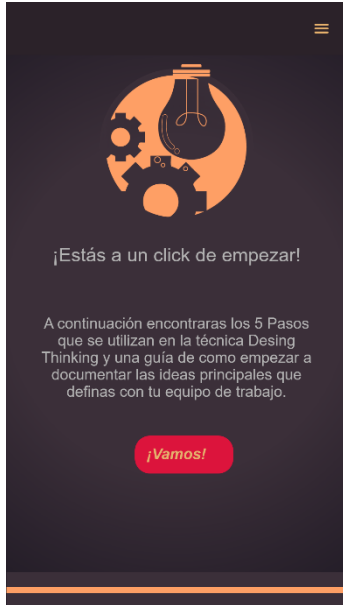 ¡Estás a un click de empezar!
A continuación encontraras los 5 Pasos
que se utilizan en la técnica Desing
Thinking y una guía de como empezar a
documentar las ideas principales que
definas con tu equipo de trabajo.
¡Vamos!